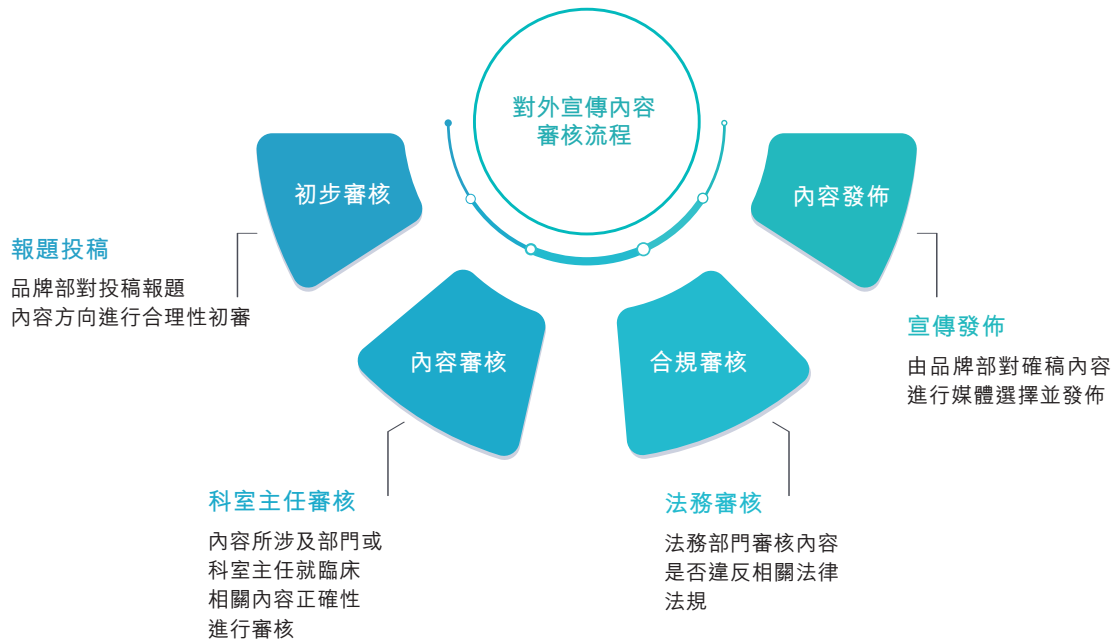 對外宣傳內容
審核流程
初步審核
報題投稿
品牌部對投稿報題
內容方向進行合理性初審
內容審核
科室主任審核
內容所涉及部門或
科室主任就臨床
相關內容正確性
進行審核
合規審核
法務審核
法務部門審核內容
是否違反相關法律
法規
內容發佈
宣傳發佈
由品牌部對確稿內容
進行媒體選擇並發佈